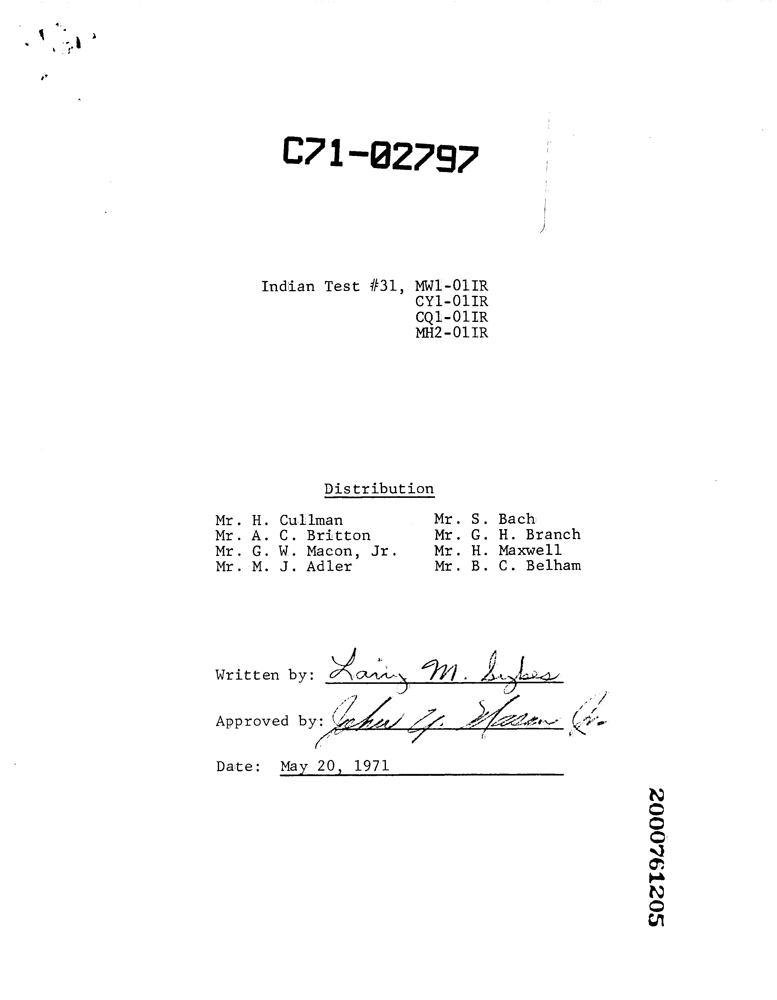 C71-02797
Indian Test #31, MW1-01IR
CY1-01IR
CQ1-01IR
MH2-01IR
Distribution
Mr. H. Cullman
Mr. A. C. Britton
Mr. G. W. Macon, Jr.
Mr. M. J. Adler
Mr. S. Bach
Mr. G. H. Branch
Mr. H. Maxwell
Mr. B. C. Belham
Written by: Larry M. Sykes
Approved by: John Y. Mason Jr.
Date: May 20, 1971
2000761205